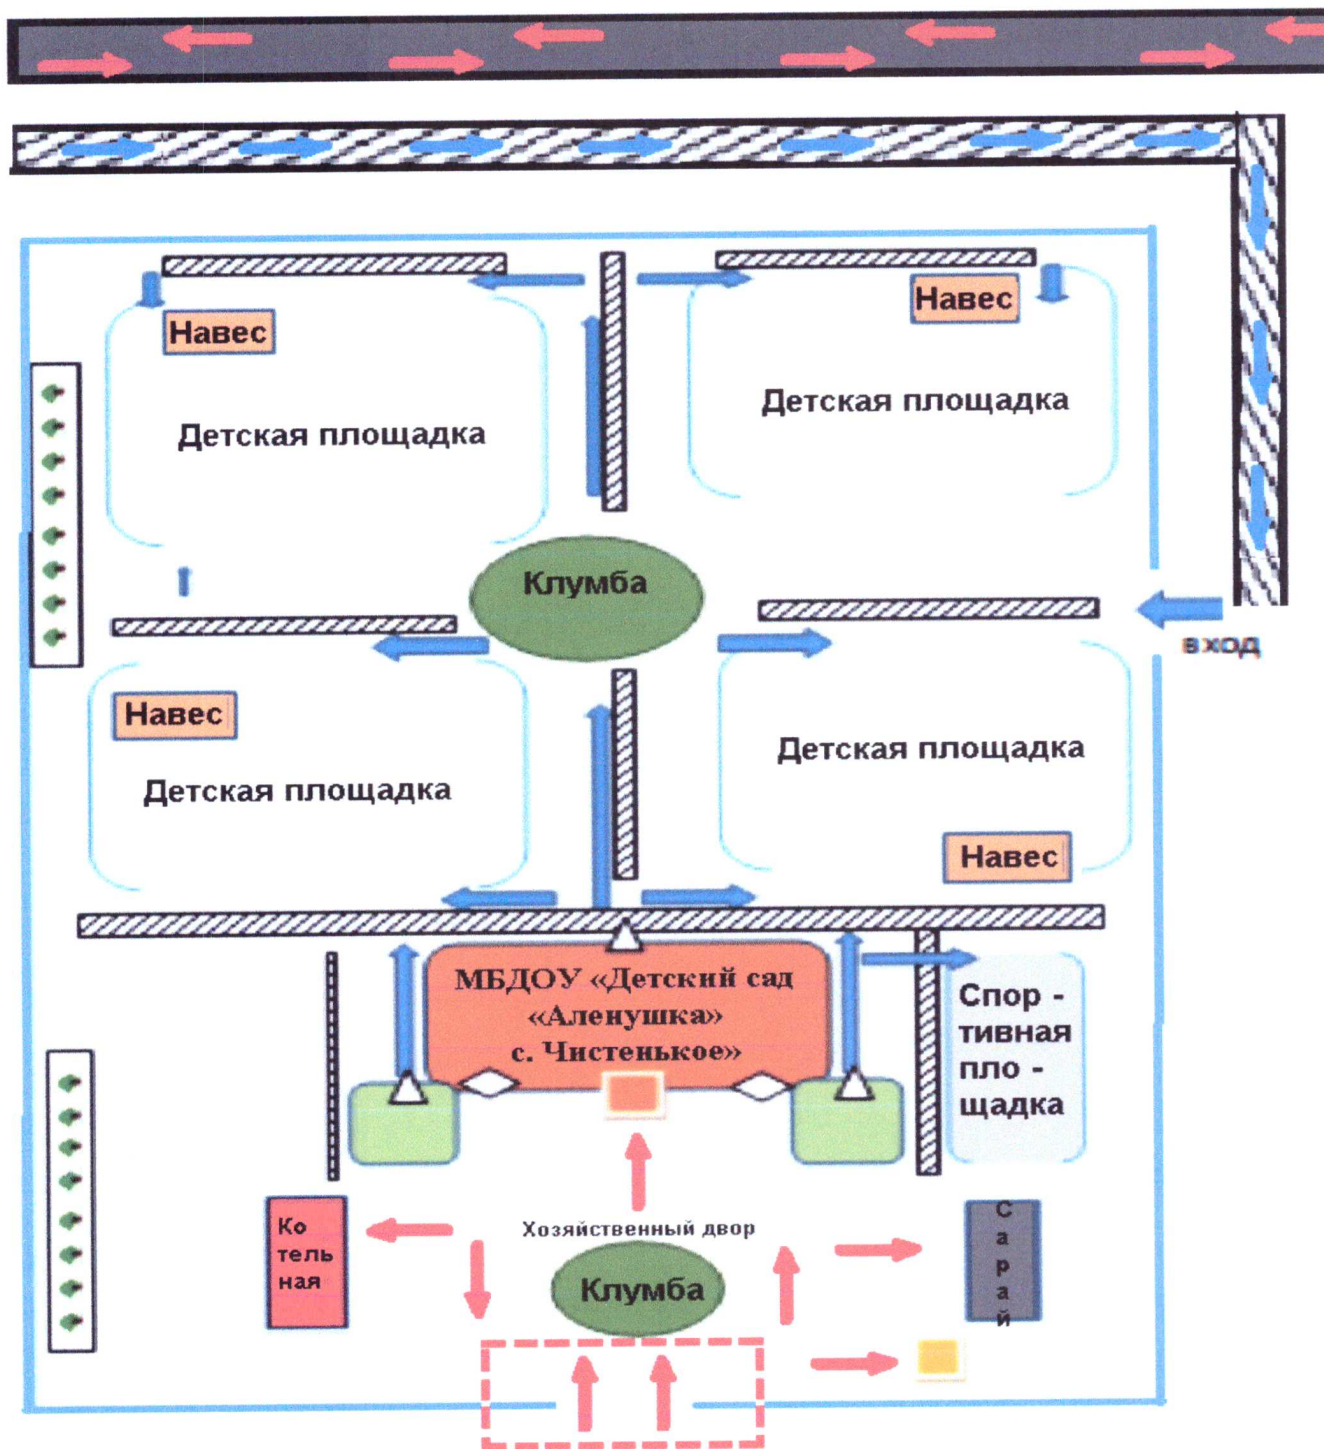 Навес
Навес
Детская площадка
Детская площадка
Клумба
вход
Навес
Детская площадка
Детская площадка
Навес
МБДОУ «Детский сад
«Аленушка»
с. Чистенькое»
Спор -
тивная
пло -
щадка
Ко
тель
ная
Хозяйственный двор
Клумба
С
а
р
а
й